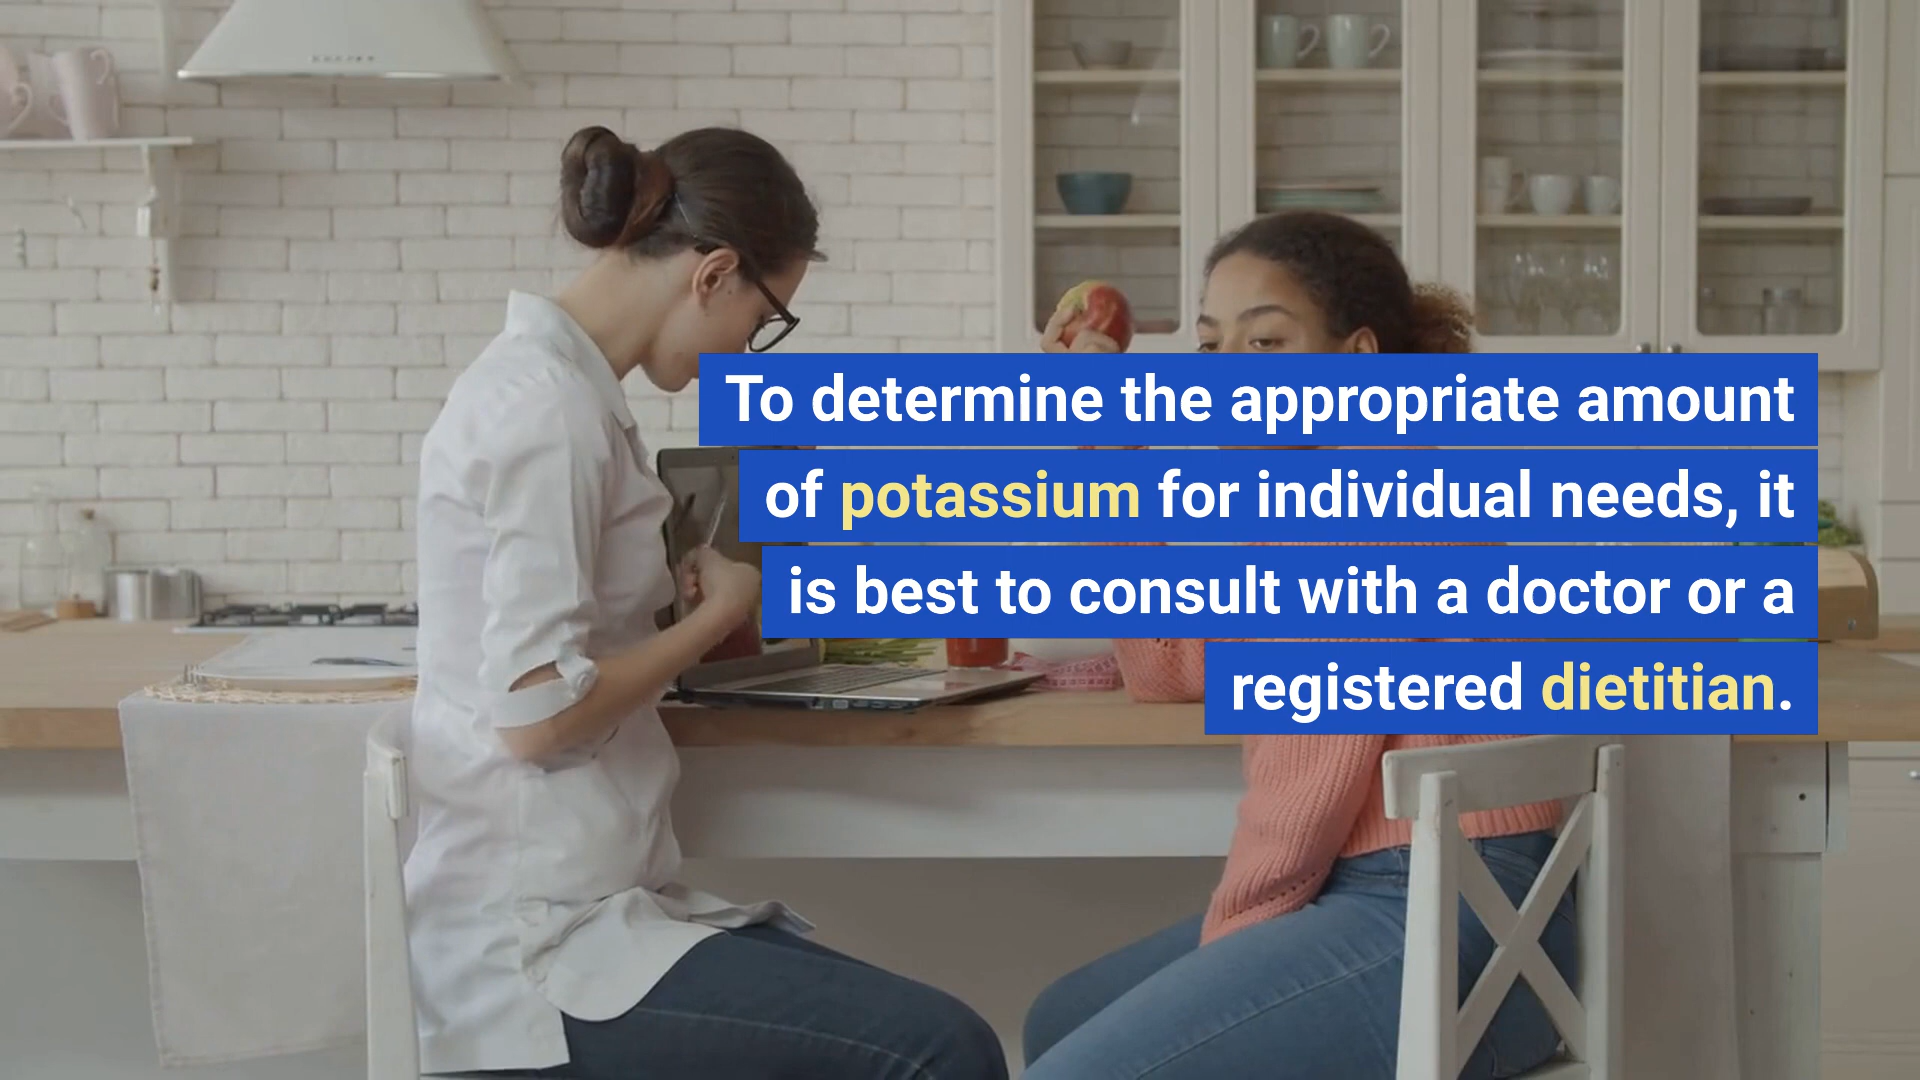 To determine the appropriate amount
of potassium for individual needs, it
is best to consult with a doctor or a
registered dietitian.